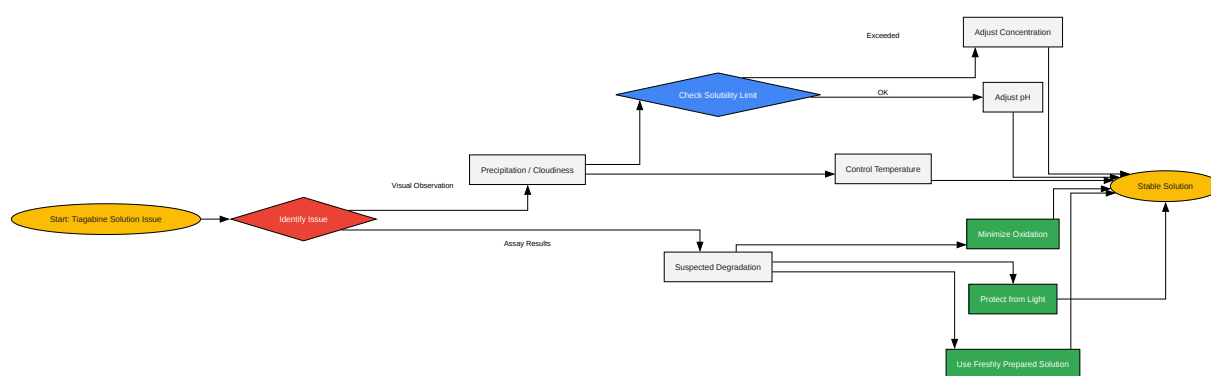 Exceeded
Adjust Concentration
Check Solubility Limit
OK
Adjust pH
Precipitation / Cloudiness
Control Temperature
Visual Observation
Stable Solution
Start: Tiagabine Solution Issue
Identify Issue
Minimize Oxidation
Assay Results
Suspected Degradation
Protect from Light
Use Freshly Prepared Solution